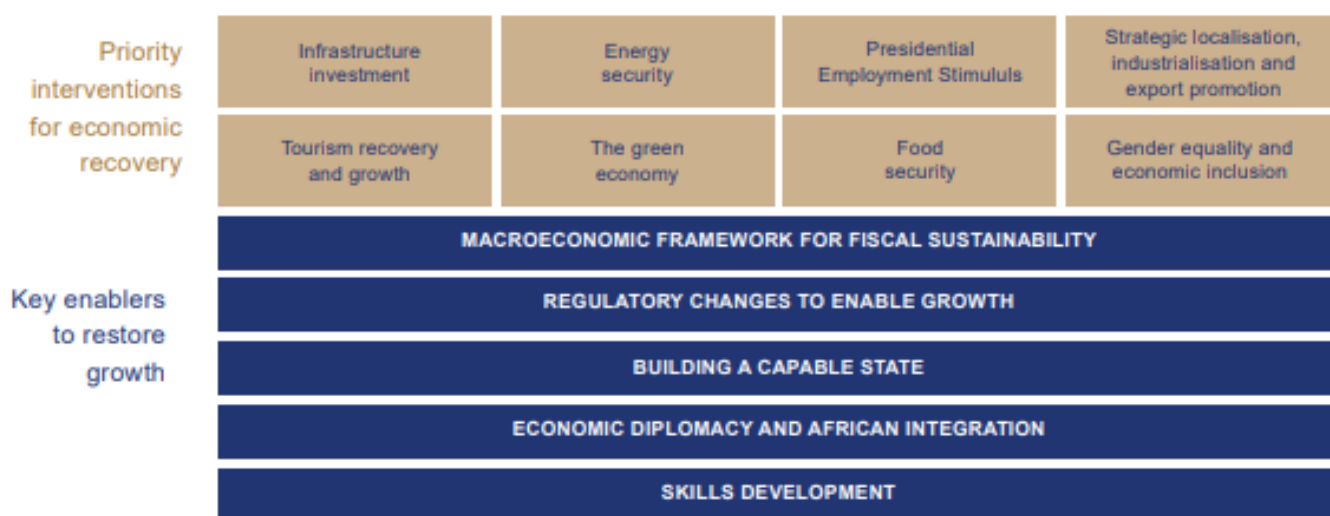 Priority
interventions
for economic
recovery
Infrastructure
investment
Energy
security
Presidential
Employment Stimululs
Strategic localisation,
industrialisation and
export promotion
Tourism recovery
and growth
The green
economy
Food
security
Gender equality and
economic inclusion
Key enablers
to restore
growth
MACROECONOMIC FRAMEWORK FOR FISCAL SUSTAINABILITY
REGULATORY CHANGES TO ENABLE GROWTH
BUILDING A CAPABLE STATE
ECONOMIC DIPLOMACY AND AFRICAN INTEGRATION
SKILLS DEVELOPMENT